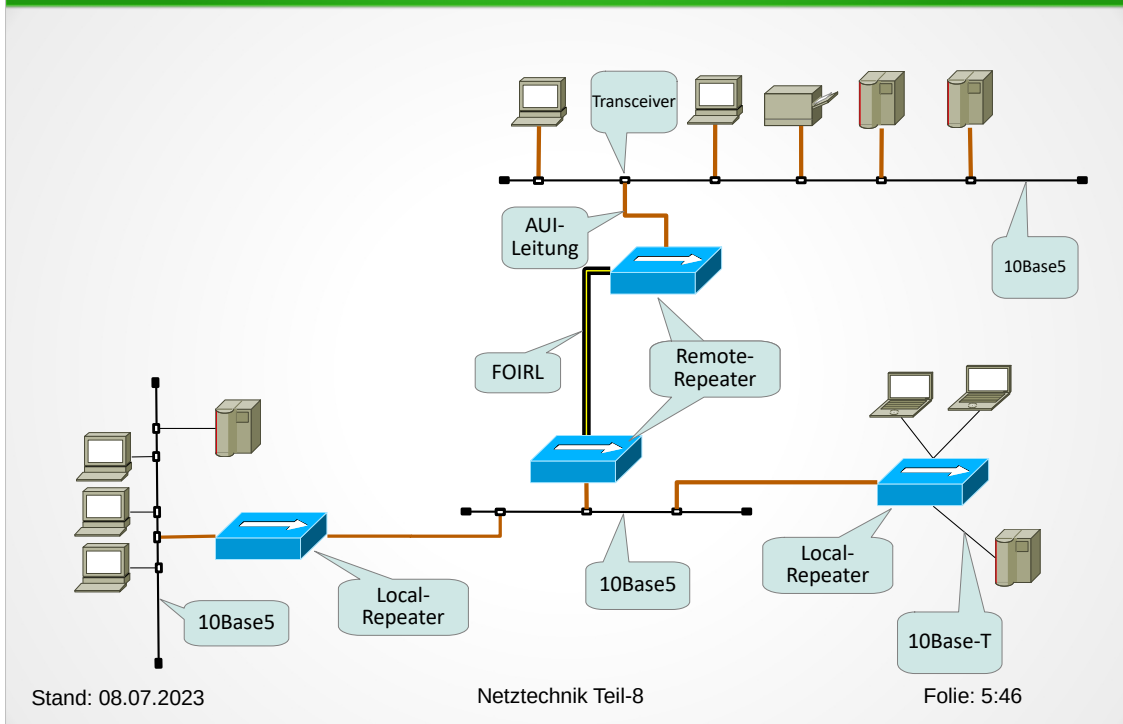 Transceiver
AUI-
Leitung
10Base5
FOIRL
Remote-
Repeater
10Base5
Local-
Repeater
10Base5
Local-
Repeater
10Base-T
Stand: 08.07.2023
Netztechnik Teil-8
Folie: 5:46